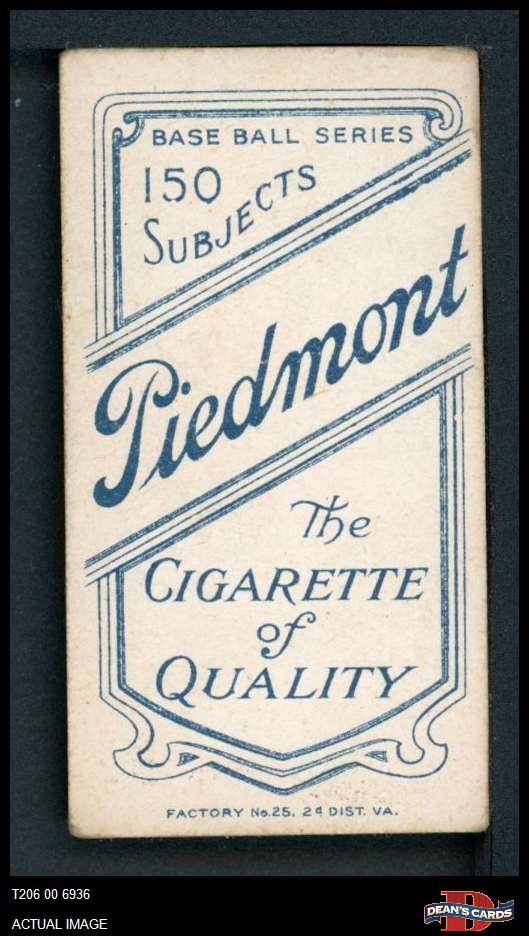 BASE BALL SERIES
150
SUBJECTS
Piedmont
The
CIGARETTE
of
QUALITY
FACTORY No. 25. 2d DIST. VA.
T206 00 6936
ACTUAL IMAGE
D
DEAN'S CARDS